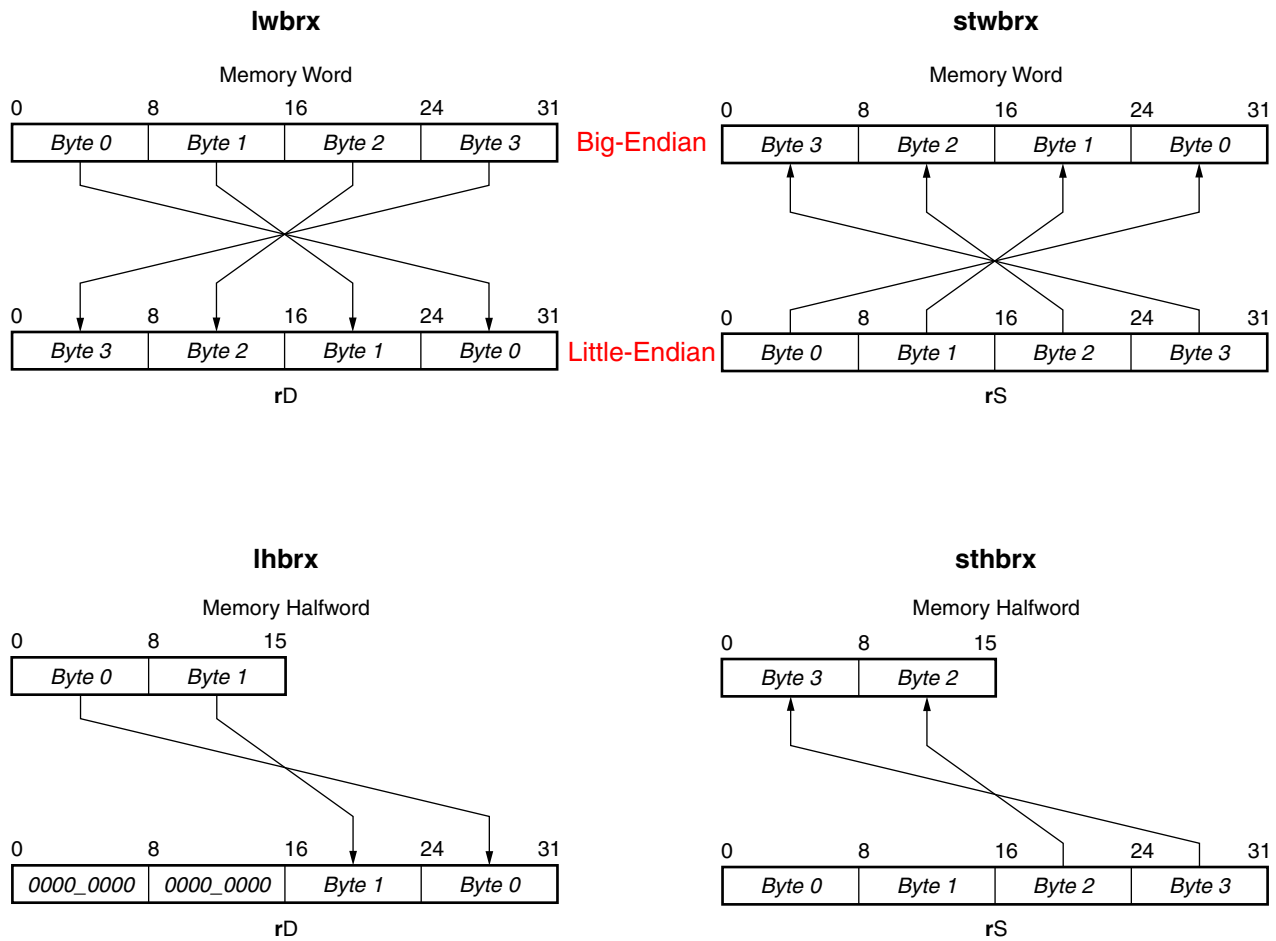 lwbrx stwbrx
Memory Word Memory Word
0 8 16 24 31 0 8 16 24 31
Byte 0 Byte 1 Byte 2 Byte 3 Big-Endian Byte 3 Byte 2 Byte 1 Byte 0
0 8 16 24 31 0 8 16 24 31
Byte 3 Byte 2 Byte 1 Byte 0 Little-Endian Byte 0 Byte 1 Byte 2 Byte 3
rD rS
lhbrx sthbrx
Memory Halfword Memory Halfword
0 8 15 0 8 15
Byte 0 Byte 1 Byte 3 Byte 2
0 8 16 24 31 0 8 16 24 31
0000_0000 0000_0000 Byte 1 Byte 0 Byte 0 Byte 1 Byte 2 Byte 3
rD rS